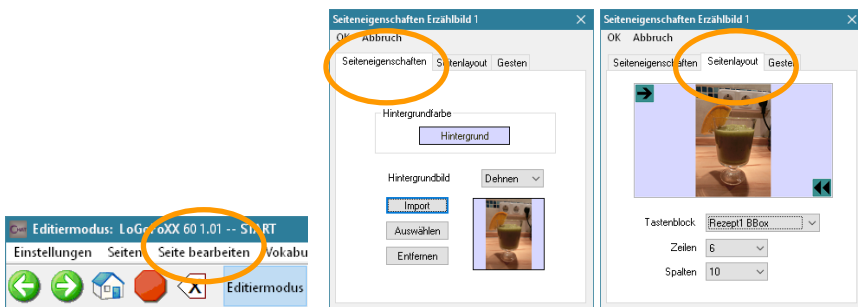 Editiermodus: LoGoFoXX 60 1.01 -- START
Einstellungen Seiten Seite bearbeiten Vokabu
X
Editiermodus
Seiteneigenschaften Erzählbild 1
OK Abbruch
Seiteneigenschaften Seitenlayout Gesten
Hintergrundfarbe
Hintergrund
Hintergrundbild Dehnen
Import
Auswählen
Entfernen
Seiteneigenschaften Erzählbild 1
OK Abbruch
Seiteneigenschaften Seitenlayout Gesten
Tastenblock Rezept1 BBox
Zeilen 6
Spalten 10